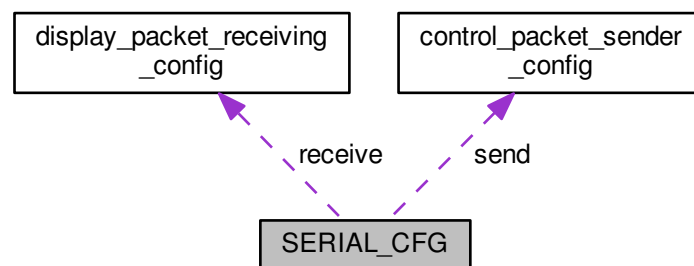 display_packet_receiving
_config
control_packet_sender
_config
receive
send
SERIAL_CFG